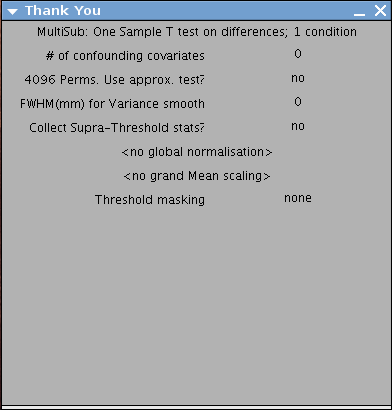 Thank You
MultiSub: One Sample T test on differences; 1 condition
# of confounding covariates 0
4096 Perms. Use approx. test? no
FWHM(mm) for Variance smooth 0
Collect Supra-Threshold stats? no
<no global normalisation>
<no grand Mean scaling>
Threshold masking none